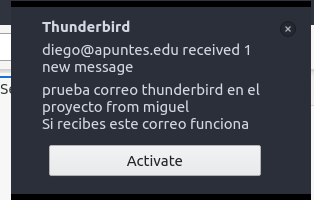 Thunderbird
diego@apuntes.edu received 1
new message
prueba correo thunderbird en el
proyecto from miguel
Si recibes este correo funciona
Activate
Se